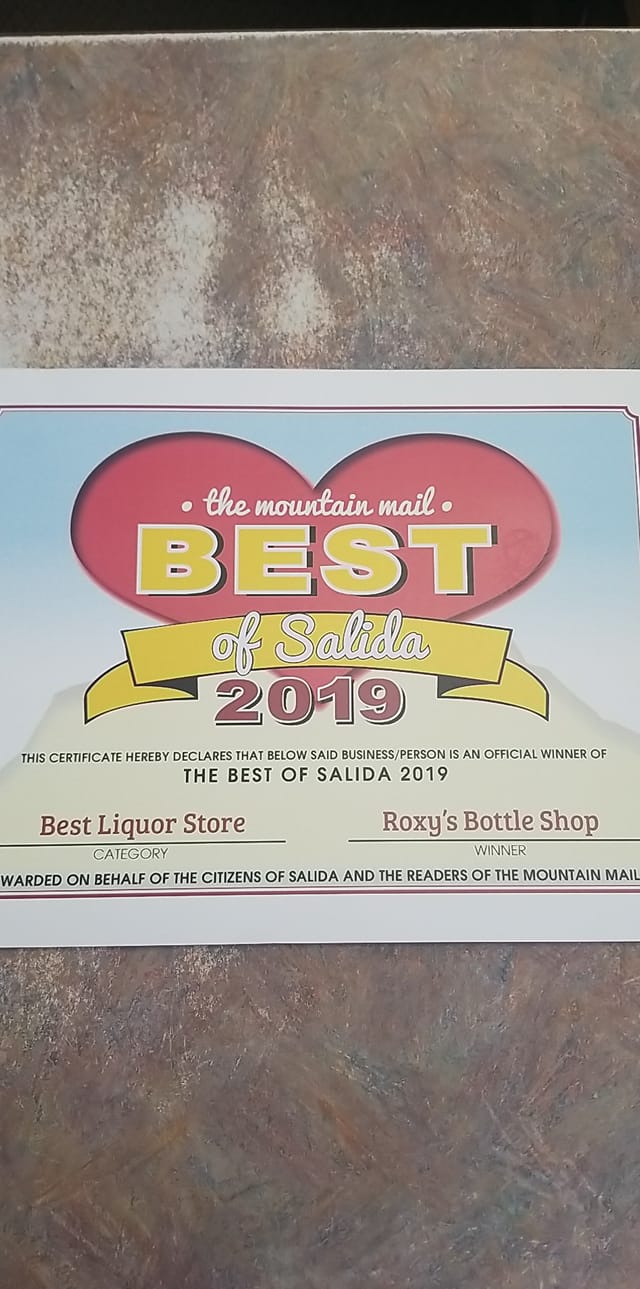 • the mountain mail •
BEST
of Salida
2019
THIS CERTIFICATE HEREBY DECLARES THAT BELOW SAID BUSINESS/PERSON IS AN OFFICIAL WINNER OF
THE BEST OF SALIDA 2019
Best Liquor Store
CATEGORY
Roxy's Bottle Shop
WINNER
WARDED ON BEHALF OF THE CITIZENS OF SALIDA AND THE READERS OF THE MOUNTAIN MAIL